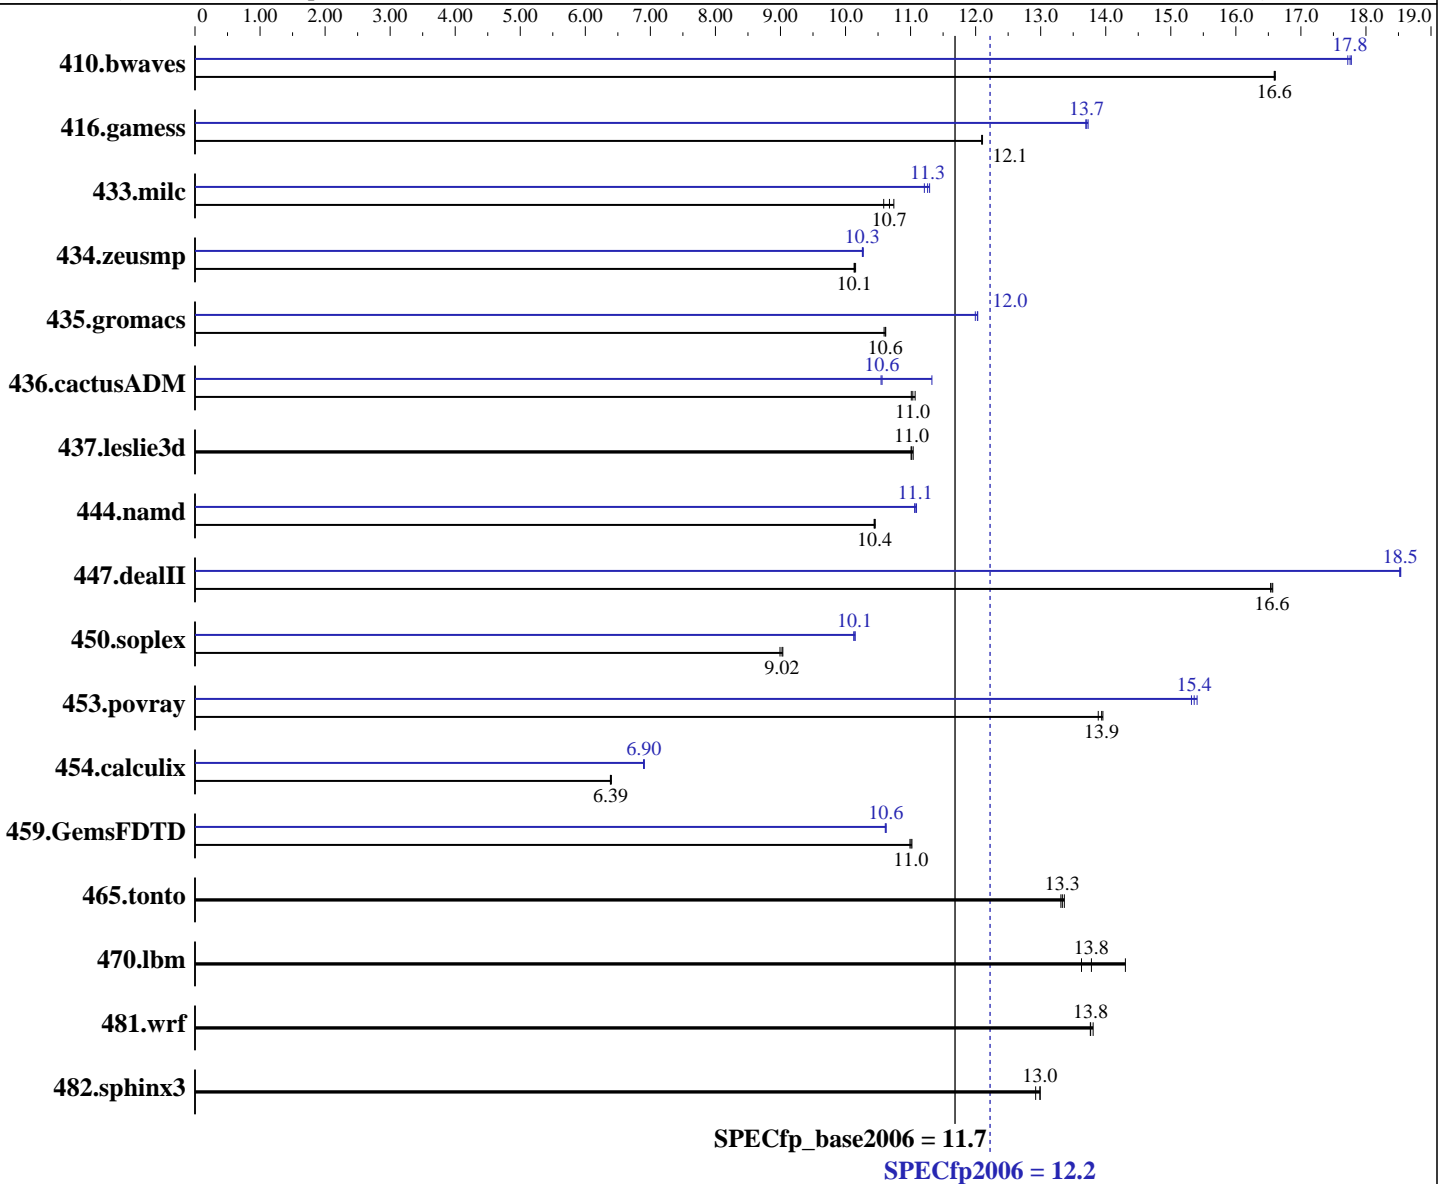 0 1.00 2.00 3.00 4.00 5.00 6.00 7.00 8.00 9.00 10.0 11.0 12.0 13.0 14.0 15.0 16.0 17.0 18.0 19.0
17.8
410.bwaves
16.6
13.7
416.gamess
12.1
11.3
433.milc
10.7
10.3
434.zeusmp
10.1
12.0
435.gromacs
10.6
10.6
436.cactusADM
11.0
11.0
437.leslie3d
11.1
444.namd
10.4
18.5
447.dealII
16.6
10.1
450.soplex
9.02
15.4
453.povray
13.9
6.90
454.calculix
6.39
10.6
459.GemsFDTD
11.0
13.3
465.tonto
13.8
470.lbm
13.8
481.wrf
13.0
482.sphinx3
SPECfp_base2006 = 11.7
SPECfp2006 = 12.2